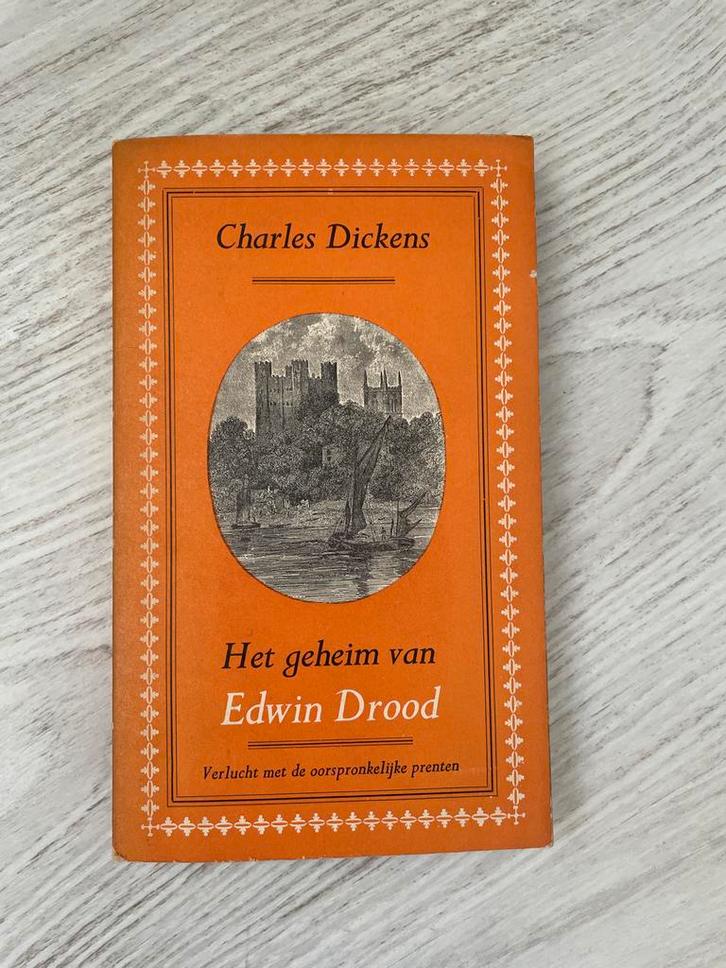 Charles Dickens
Het geheim van
Edwin Drood
Verlucht met de oorspronkelijke prenten